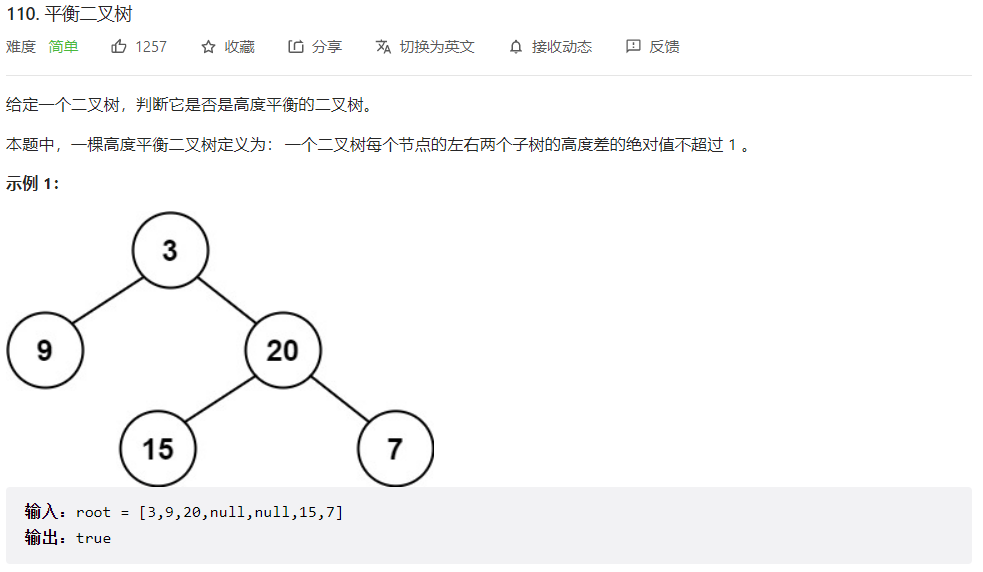 110. 平衡二叉树
难度 简单 1257 收藏 分享 切换为英文 接收动态 反馈
给定一个二叉树，判断它是否是高度平衡的二叉树。
本题中，一棵高度平衡二叉树定义为： 一个二叉树每个节点的左右两个子树的高度差的绝对值不超过 1 。
示例 1：
3
9
20
15
7
输入：root = [3,9,20,null,null,15,7]
输出：true